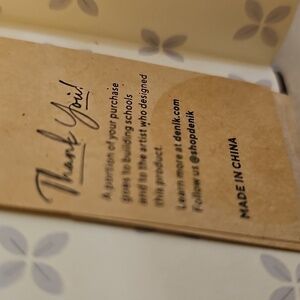 Thank You!
A portion of your purchase
goes to building schools
and to the artist who designed
this product.
Learn more at denik.com
Follow us @shopdenik
MADE IN CHINA